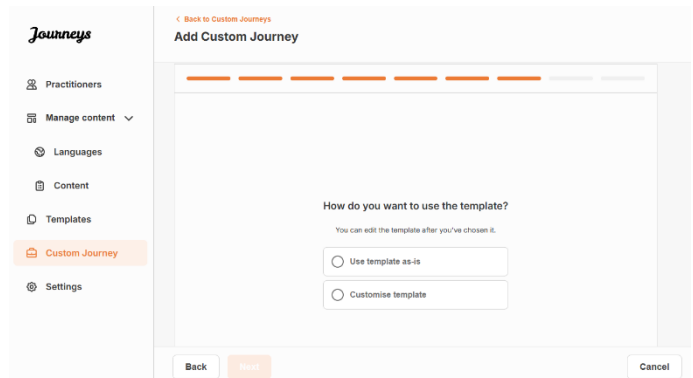 Journeys
Practitioners
Manage content
Languages
Content
Templates
Custom Journey
Settings
Back to Custom Journeys
Add Custom Journey
How do you want to use the template?
You can edit the template after you've chosen it.
Use template as-is
Customise template
Back
Next
Cancel